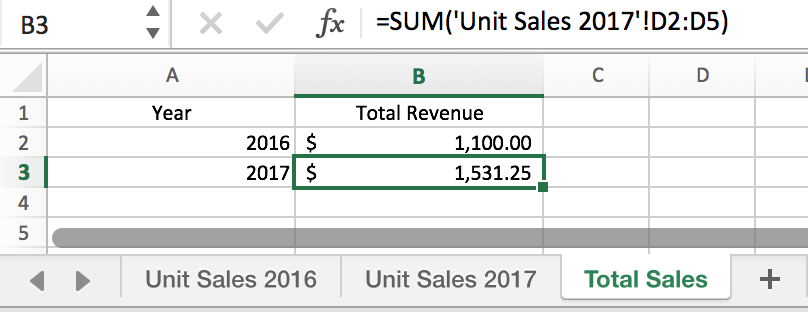 B3 fx =SUM('Unit Sales 2017'!D2:D5)
A B C D
1 Year Total Revenue
2 2016 $ 1,100.00
3 2017 $ 1,531.25
4
5
Unit Sales 2016 Unit Sales 2017 Total Sales +